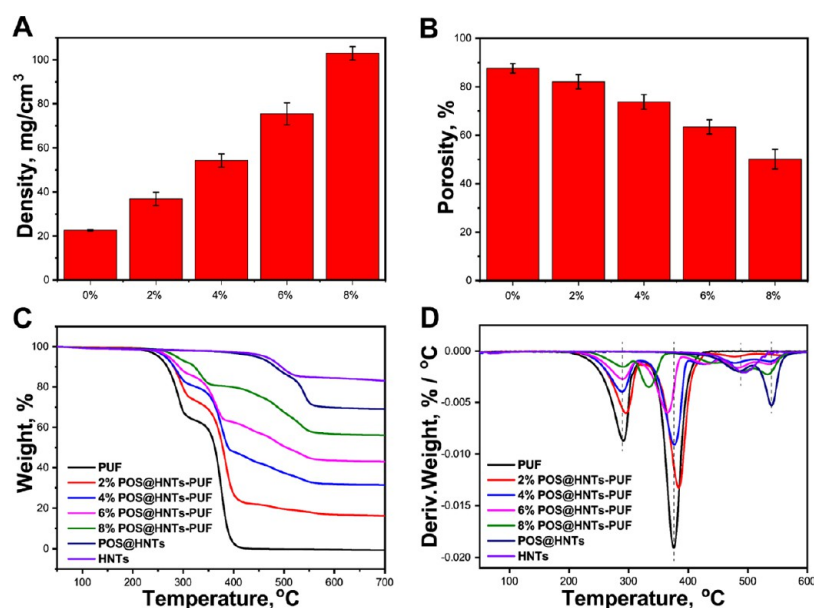 A
Density, mg/cm³
100
80
60
40
20
0
0% 2% 4% 6% 8%
B
Porosity, %
100
80
60
40
20
0
0% 2% 4% 6% 8%
C
Weight, %
100
90
80
70
60
50
40
30
20
10
0
PUF
2% POS@HNTs-PUF
4% POS@HNTs-PUF
6% POS@HNTs-PUF
8% POS@HNTs-PUF
POS@HNTs
HNTs
100 200 300 400 500 600 700
Temperature, °C
D
Deriv.Weight, % / °C
0.000
-0.005
-0.010
-0.015
-0.020
PUF
2% POS@HNTs-PUF
4% POS@HNTs-PUF
6% POS@HNTs-PUF
8% POS@HNTs-PUF
POS@HNTs
HNTs
100 200 300 400 500 600
Temperature, °C